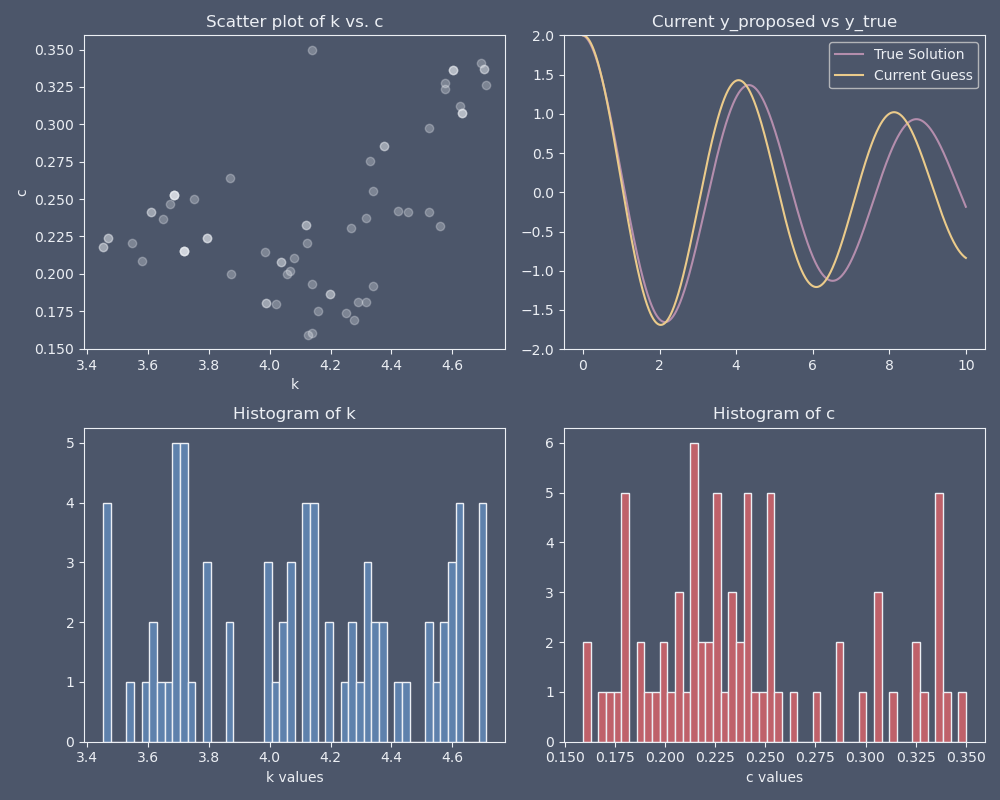 Scatter plot of k vs. c
0.350
0.325
0.300
0.275
0.250
0.225
0.200
0.175
0.150
c
3.4 3.6 3.8 4.0 4.2 4.4 4.6
k
Current y_proposed vs y_true
True Solution
Current Guess
2.0
1.5
1.0
0.5
0.0
−0.5
−1.0
−1.5
−2.0
0 2 4 6 8 10
Histogram of k
5
4
3
2
1
0
3.4 3.6 3.8 4.0 4.2 4.4 4.6
k values
Histogram of c
6
5
4
3
2
1
0
0.150 0.175 0.200 0.225 0.250 0.275 0.300 0.325 0.350
c values